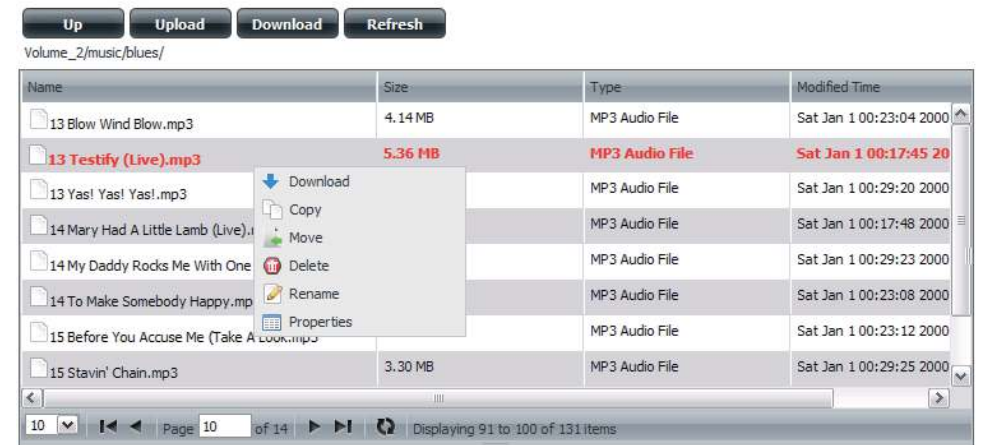 Up Upload Download Refresh
Volume_2/music/blues/
Name Size Type Modified Time
13 Blow Wind Blow.mp3 4.14 MB MP3 Audio File Sat Jan 1 00:23:04 2000
13 Testify (Live).mp3 5.36 MB MP3 Audio File Sat Jan 1 00:17:45 20
13 Yas! Yas! Yas!.mp3 MP3 Audio File Sat Jan 1 00:29:20 2000
14 Mary Had A Little Lamb (Live). MP3 Audio File Sat Jan 1 00:17:48 2000
14 My Daddy Rocks Me With One MP3 Audio File Sat Jan 1 00:29:23 2000
14 To Make Somebody Happy.mp MP3 Audio File Sat Jan 1 00:23:08 2000
15 Before You Accuse Me (Take A Look.mp3 MP3 Audio File Sat Jan 1 00:23:12 2000
15 Stavin' Chain.mp3 3.30 MB MP3 Audio File Sat Jan 1 00:29:25 2000
Download
Copy
Move
Delete
Rename
Properties
10 Page 10 of 14 Displaying 91 to 100 of 131 items